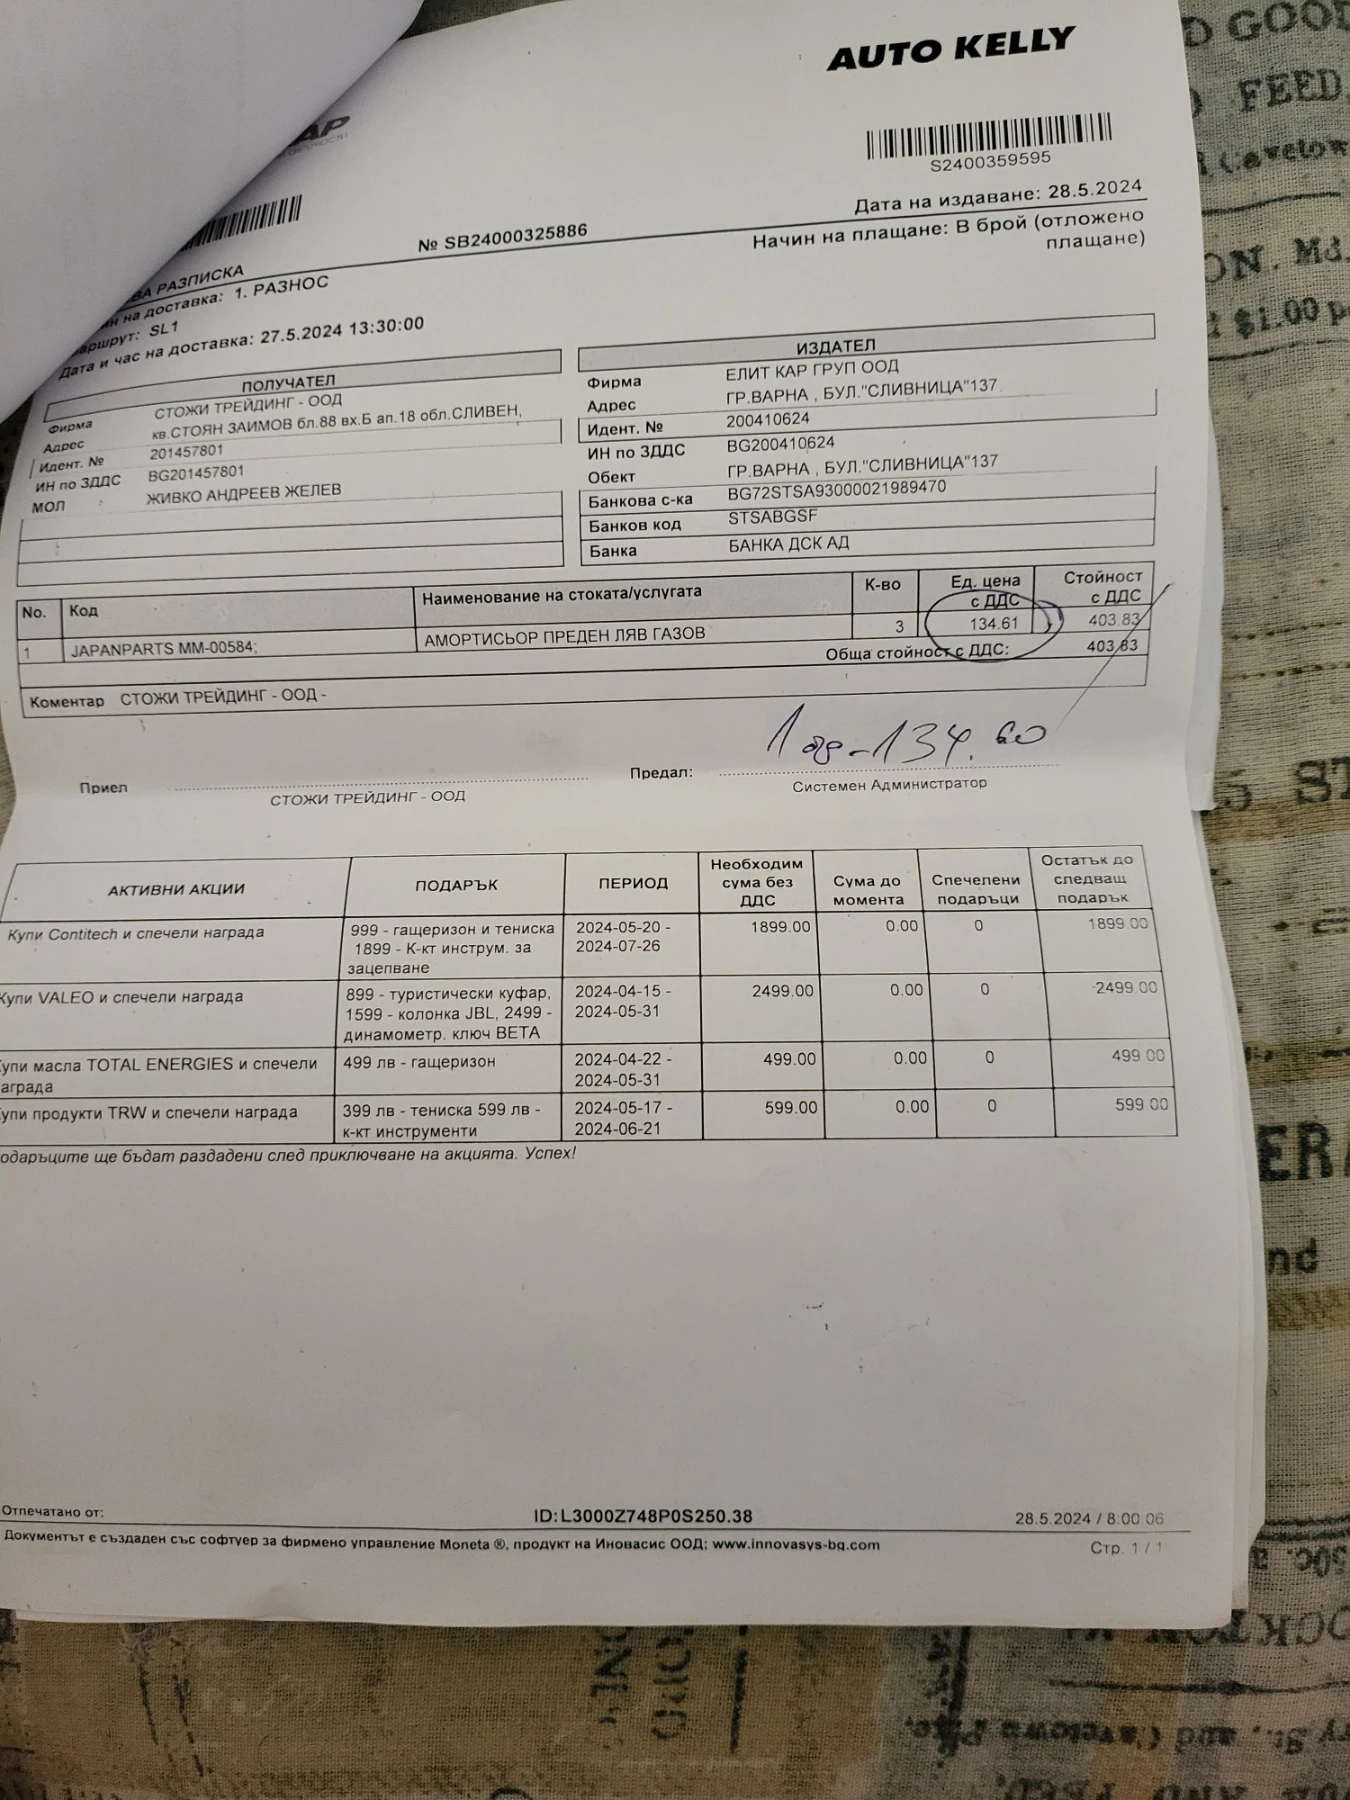 AUTO KELLY
АР
S2400359595
Дата на издаване: 28.5.2024
№ SB24000325886
Начин на плащане: В брой (отложено
плащане)
РАЗПИСКА
на доставка: 1. РАЗНОС
SL1
Дата и час на доставка: 27.5.2024 13:30:00
ПОЛУЧАТЕЛ
Фирма СТОЖИ ТРЕЙДИНГ - ООД
Адрес кв.СТОЯН ЗАИМОВ бл.88 вх.Б ап.18 обл.СЛИВЕН,
Идент. № 201457801
ИН по ЗДДС BG201457801
МОЛ ЖИВКО АНДРЕЕВ ЖЕЛЕВ
ИЗДАТЕЛ
Фирма ЕЛИТ КАР ГРУП ООД
Адрес ГР.ВАРНА , БУЛ."СЛИВНИЦА"137
Идент. № 200410624
ИН по ЗДДС BG200410624
Обект ГР.ВАРНА , БУЛ."СЛИВНИЦА"137
Банкова с-ка BG72STSA93000021989470
Банков код STSABGSF
Банка БАНКА ДСК АД
No. Код Наименование на стоката/услугата К-во Ед. цена с ДДС Стойност с ДДС
1 JAPANPARTS MM-00584; АМОРТИСЬОР ПРЕДЕН ЛЯВ ГАЗОВ 3 134.61 403.83
Обща стойност с ДДС: 403.83
Коментар СТОЖИ ТРЕЙДИНГ - ООД -
134.60
Приел
Предал:
СТОЖИ ТРЕЙДИНГ - ООД
Системен Администратор
АКТИВНИ АКЦИИ ПОДАРЪК ПЕРИОД Необходим сума без ДДС Сума до момента Спечелени подаръци Остатък до следващ подарък
Купи Contitech и спечели награда 999 - гащеризон и тениска 2024-05-20 - 1899.00 0.00 0 1899.00
1899 - К-кт инструм. за 2024-07-26
зацепване
Купи VALEO и спечели награда 899 - туристически куфар, 2024-04-15 - 2499.00 0.00 0 2499.00
1599 - колонка JBL, 2499 - 2024-05-31
динамометр. ключ BETA
упи масла TOTAL ENERGIES и спечели 499 лв - гащеризон 2024-04-22 - 499.00 0.00 0 499.00
аграда 2024-05-31
упи продукти TRW и спечели награда 399 лв - тениска 599 лв - 2024-05-17 - 599.00 0.00 0 599.00
к-кт инструменти 2024-06-21
одаръците ще бъдат раздадени след приключване на акцията. Успех!
Отпечатано от:
ID:L3000Z748P0S250.38
28.5.2024 / 8:00:06
Документът е създаден със софтуер за фирмено управление Moneta ®, продукт на Иновасис ООД; www.innovasys-bg.com
Стр. 1 / 1
GOOD
FEED
ON. Md.
$1.00